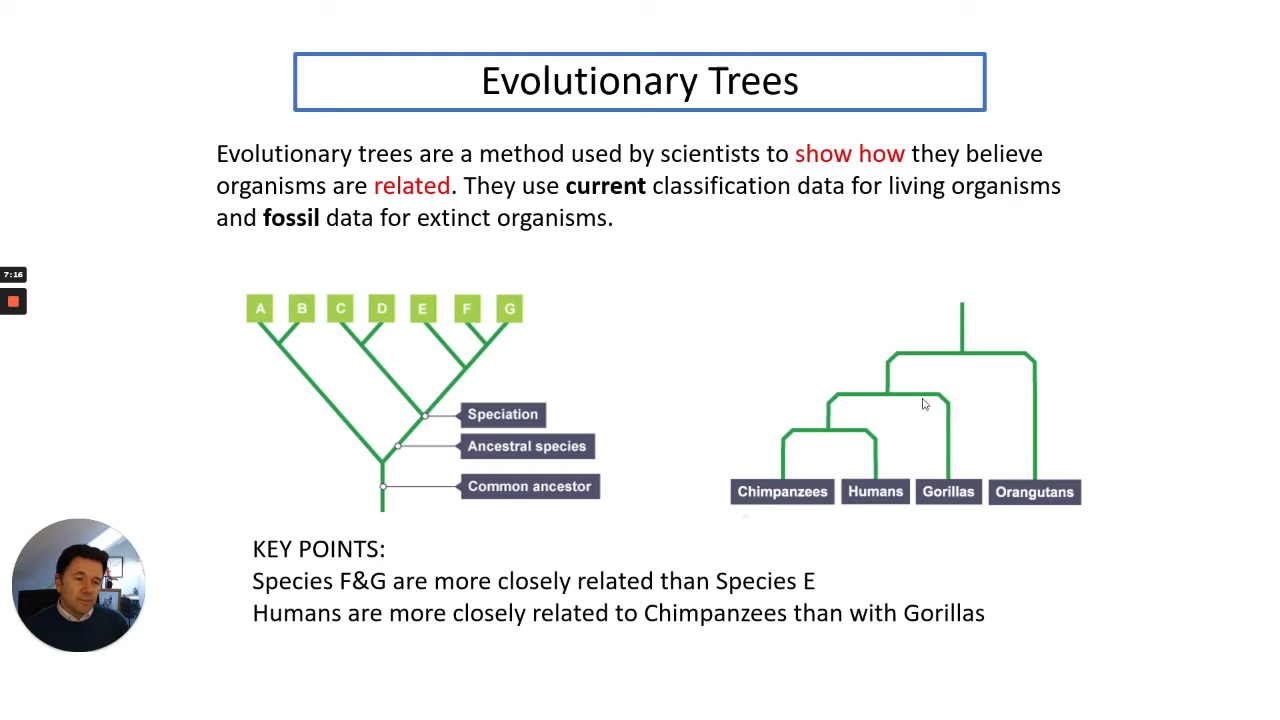 Evolutionary Trees
Evolutionary trees are a method used by scientists to show how they believe
organisms are related. They use current classification data for living organisms
and fossil data for extinct organisms.
7:16
A B C D E F G
Speciation
Ancestral species
Common ancestor
Chimpanzees Humans Gorillas Orangutans
KEY POINTS:
Species F&G are more closely related than Species E
Humans are more closely related to Chimpanzees than with Gorillas